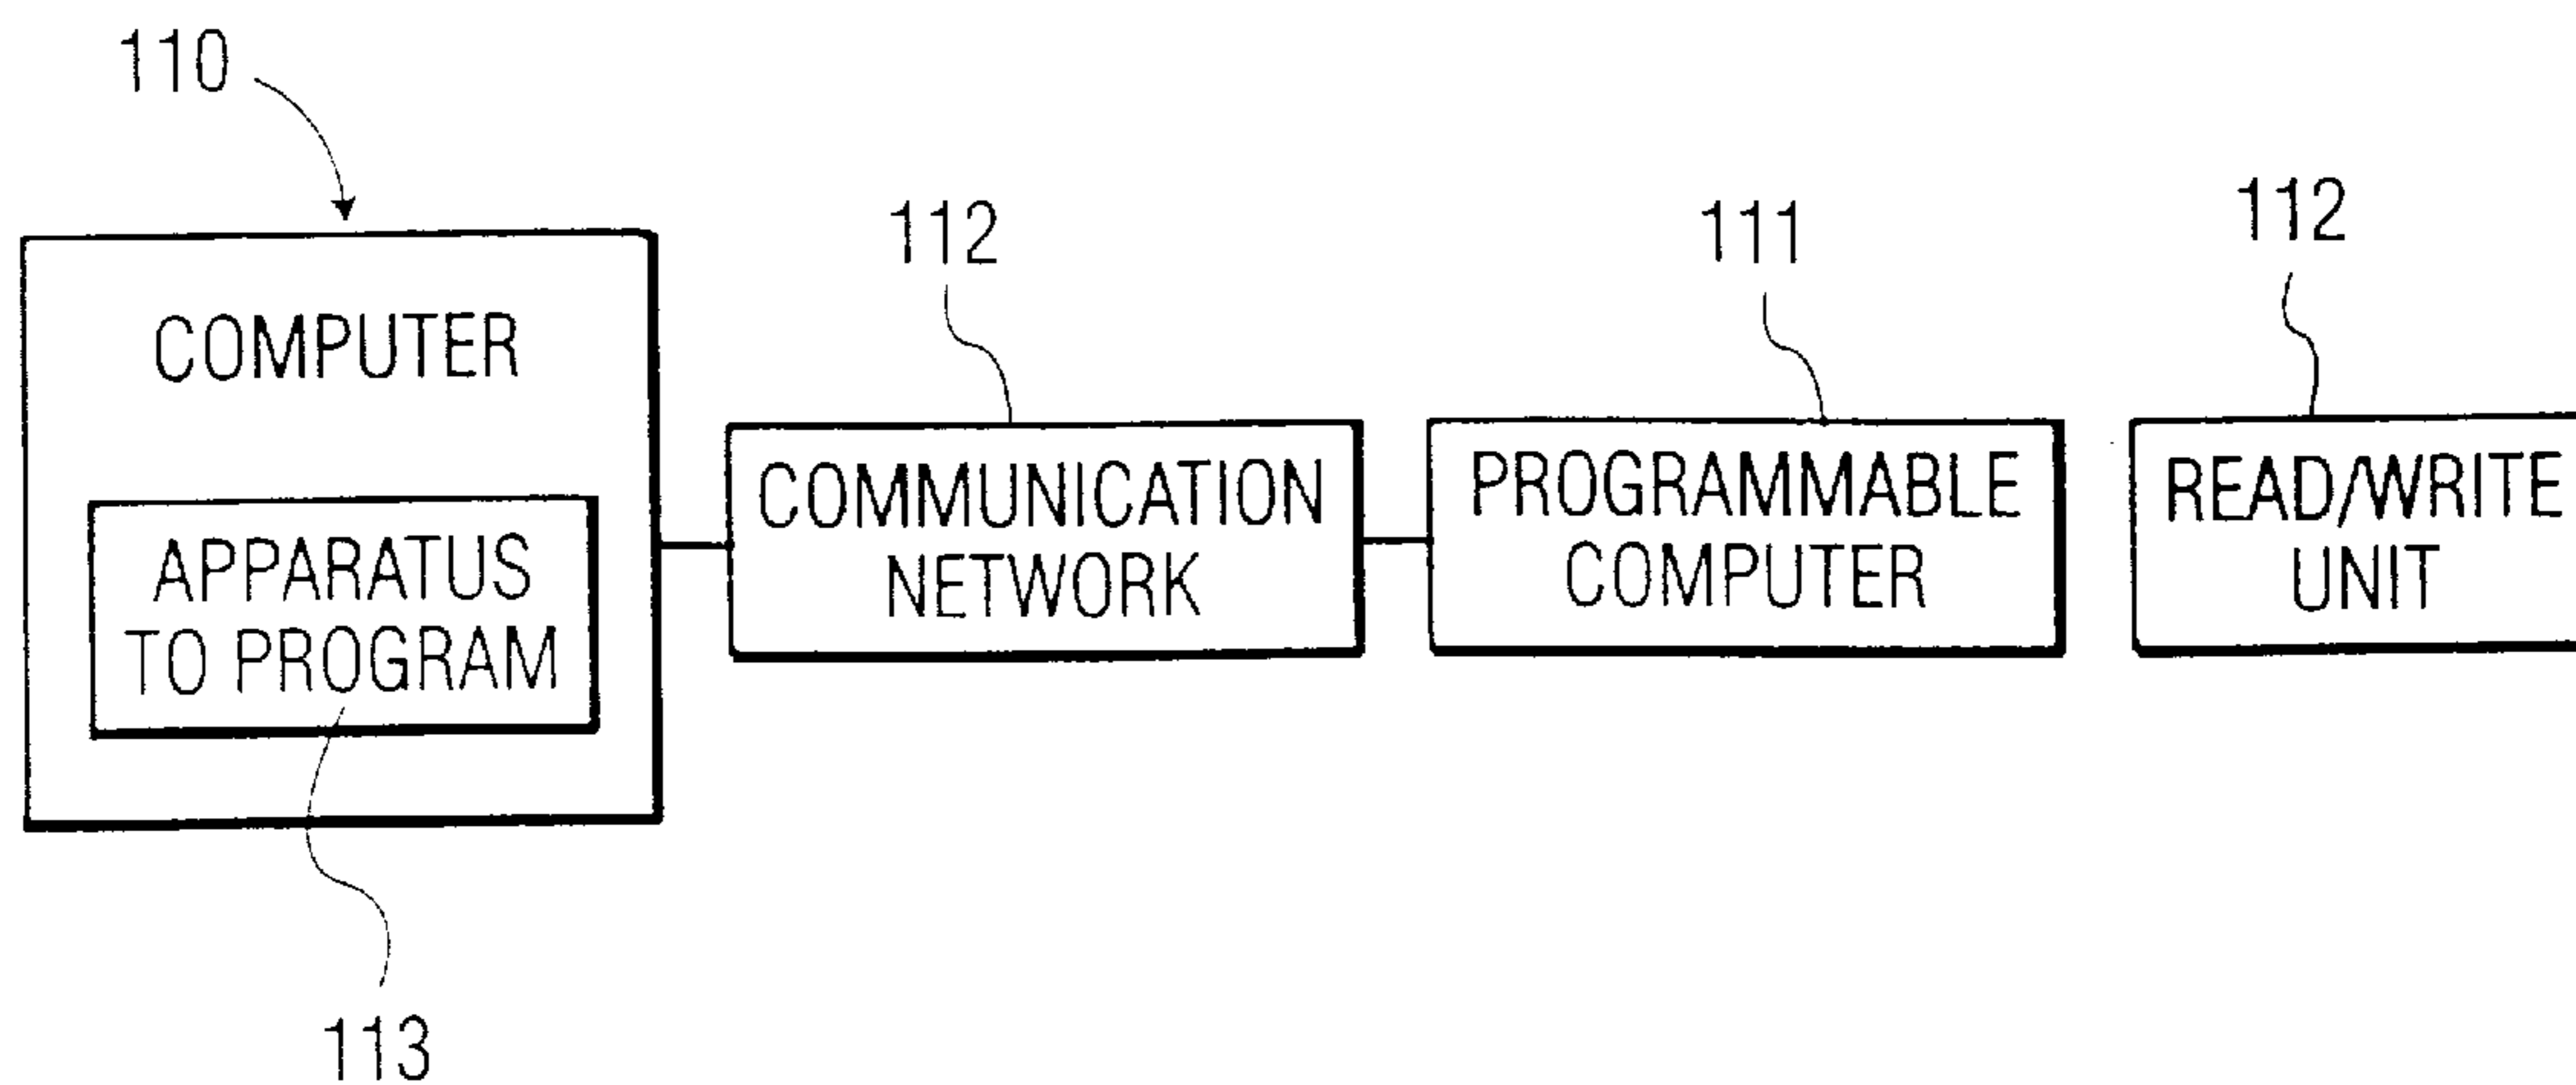 110
112
111
112
COMPUTER
APPARATUS
TO PROGRAM
COMMUNICATION
NETWORK
PROGRAMMABLE
COMPUTER
READ/WRITE
UNIT
113